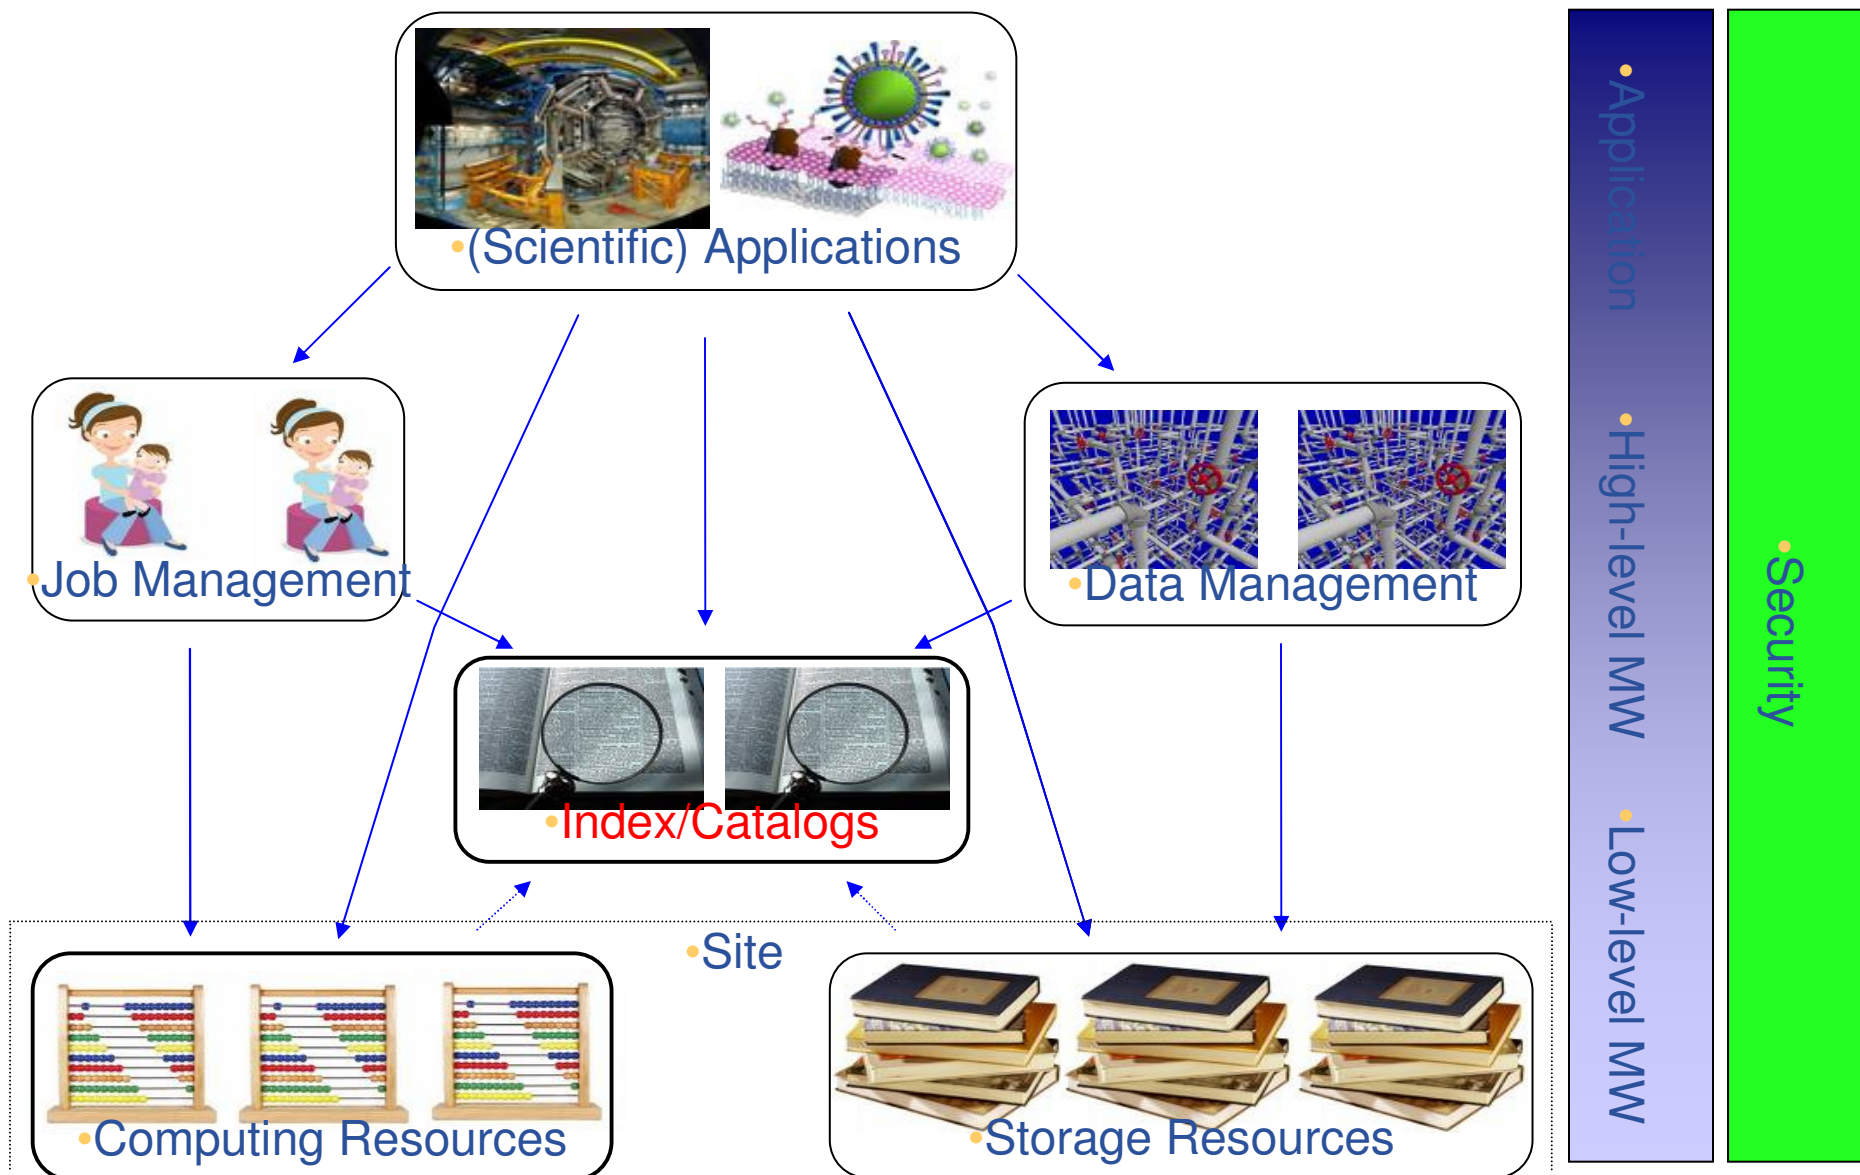 •(Scientific) Applications
•Job Management
•Data Management
•Index/Catalogs
•Site
•Computing Resources
•Storage Resources
•Application
•High-level MW
•Low-level MW
•Security